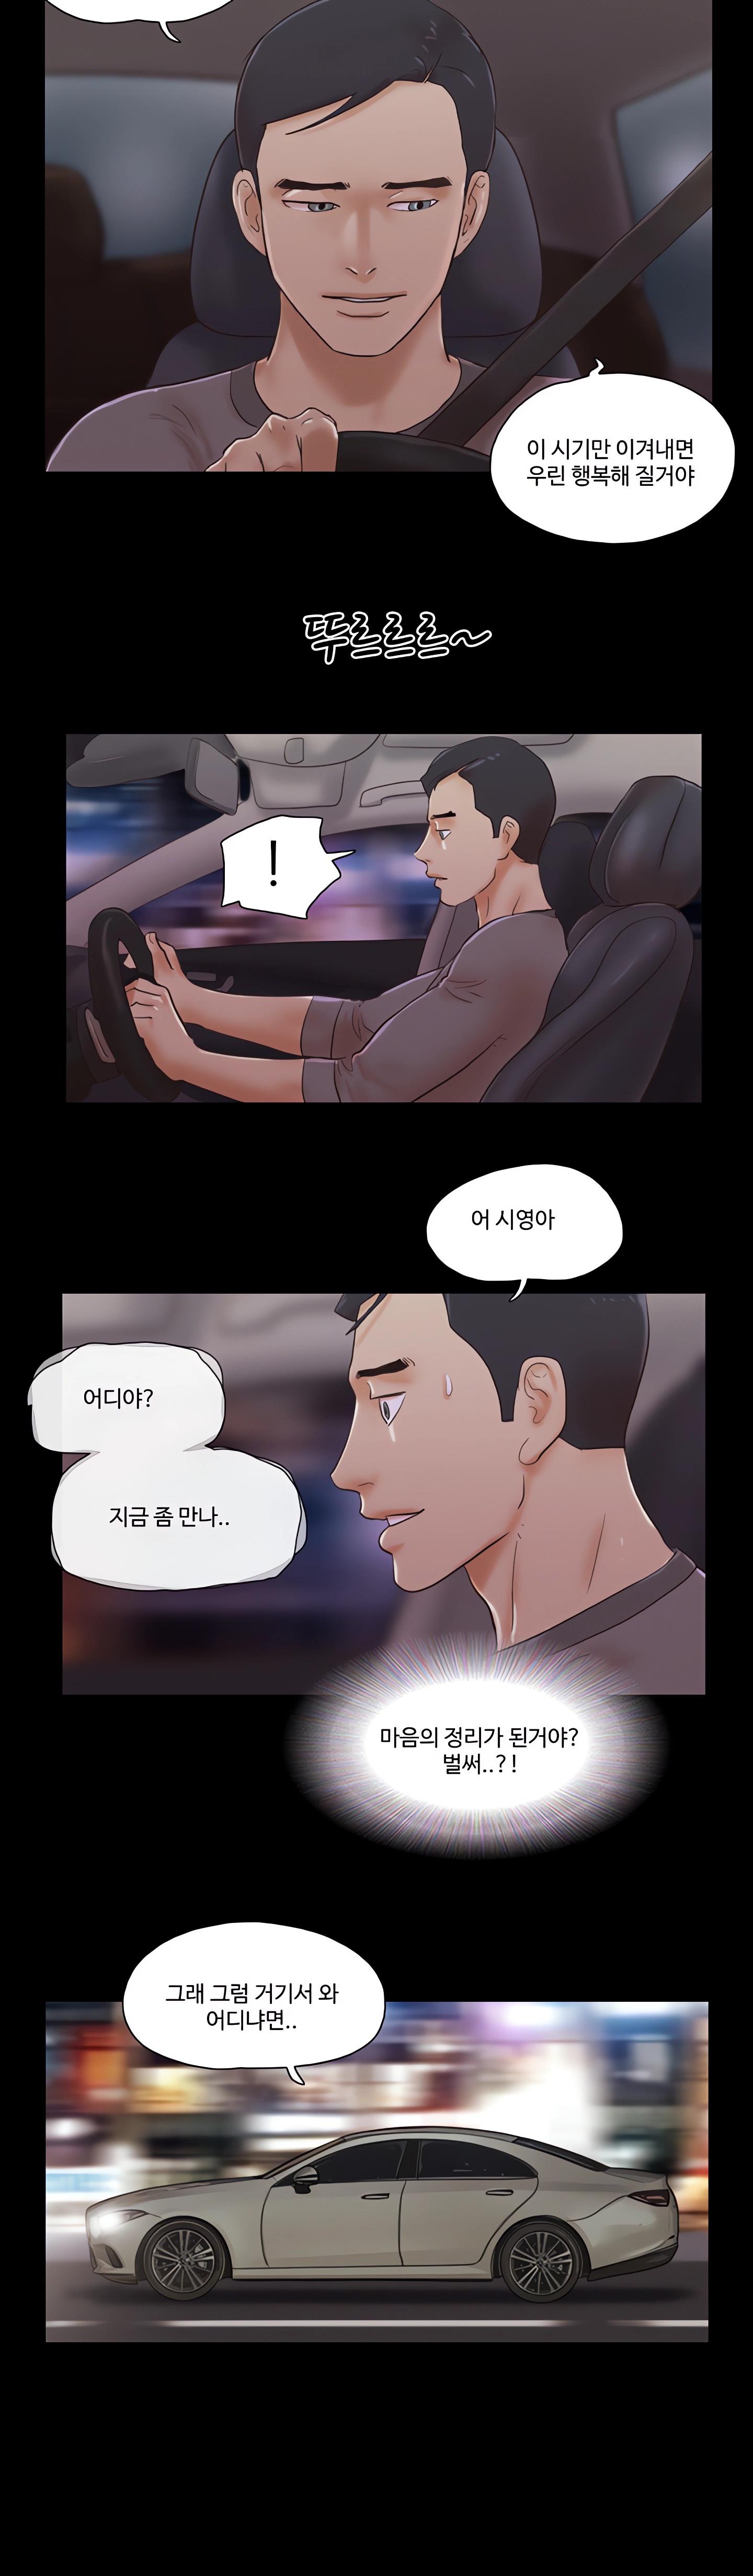 이 시기만 이겨내면
우린 행복해 질거야
뚜르르르~
!
어 시영아
어디야?
지금 좀 만나..
마음의 정리가 된거야?
벌써..?!
그래 그럼 거기서 와
어디냐면..